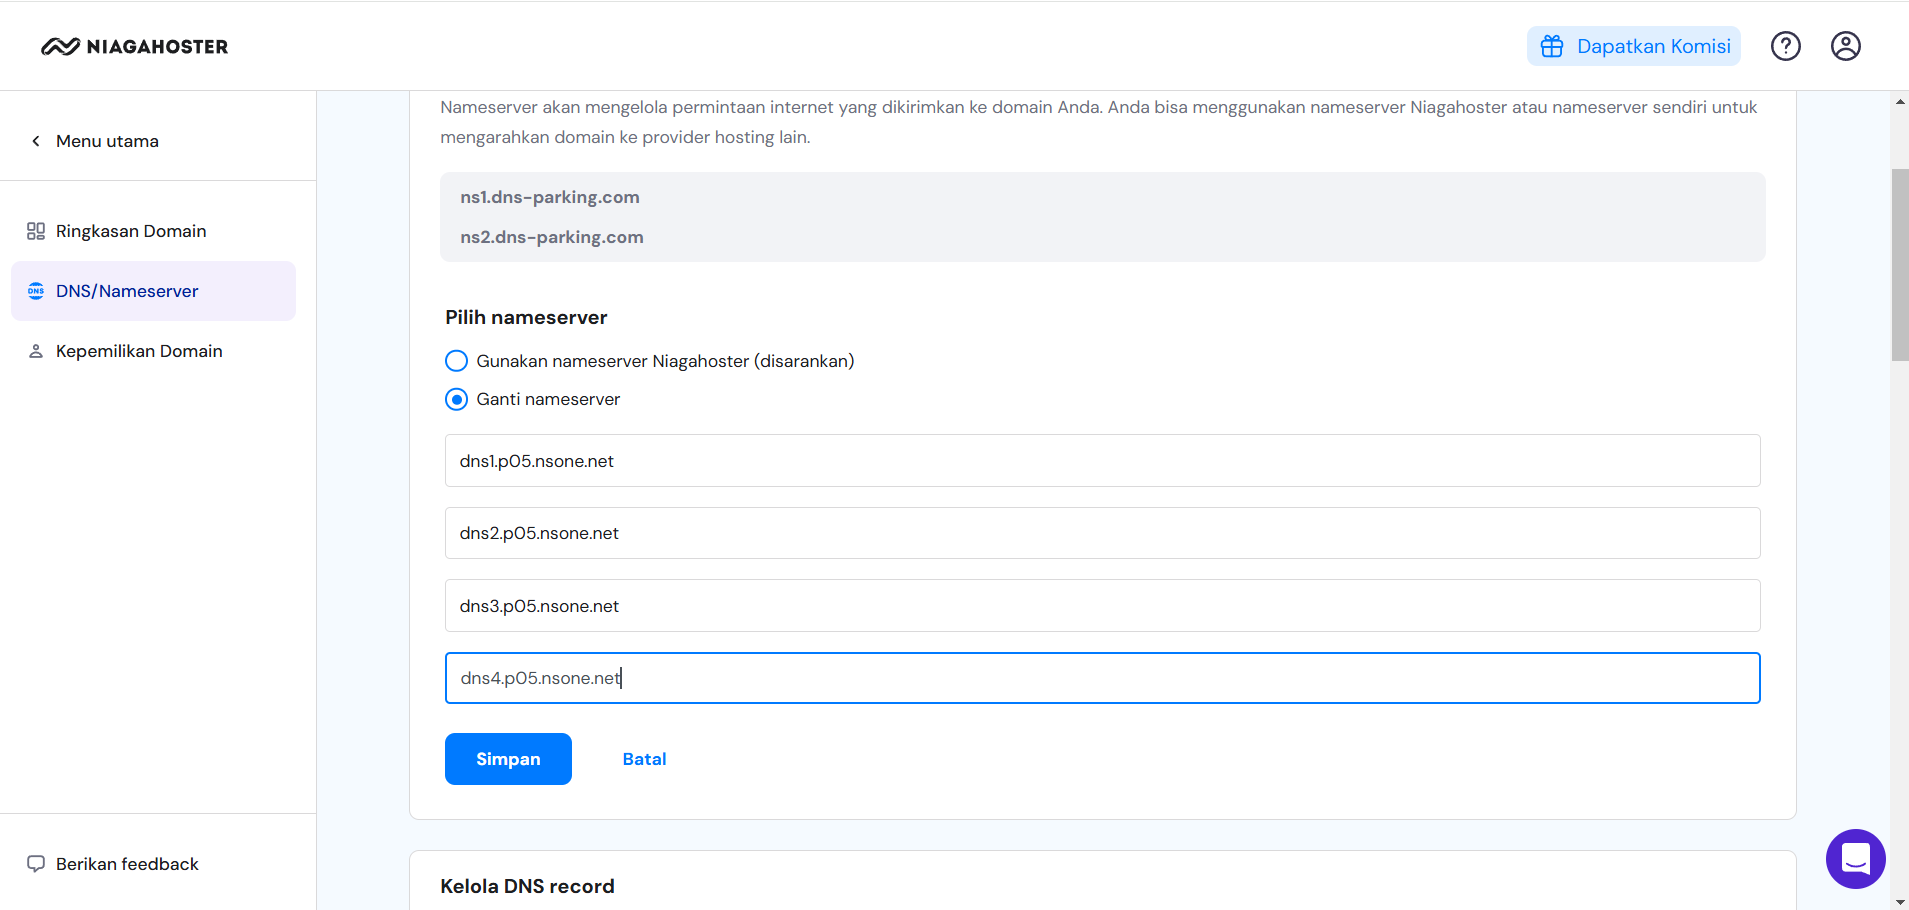 NIAGAHOSTER
Dapatkan Komisi
Menu utama
Ringkasan Domain
DNS
DNS/Nameserver
Kepemilikan Domain
Berikan feedback
Nameserver akan mengelola permintaan internet yang dikirimkan ke domain Anda. Anda bisa menggunakan nameserver Niagahoster atau nameserver sendiri untuk
mengarahkan domain ke provider hosting lain.
ns1.dns-parking.com
ns2.dns-parking.com
Pilih nameserver
Gunakan nameserver Niagahoster (disarankan)
Ganti nameserver
dns1.p05.nsone.net
dns2.p05.nsone.net
dns3.p05.nsone.net
dns4.p05.nsone.net
Simpan
Batal
Kelola DNS record